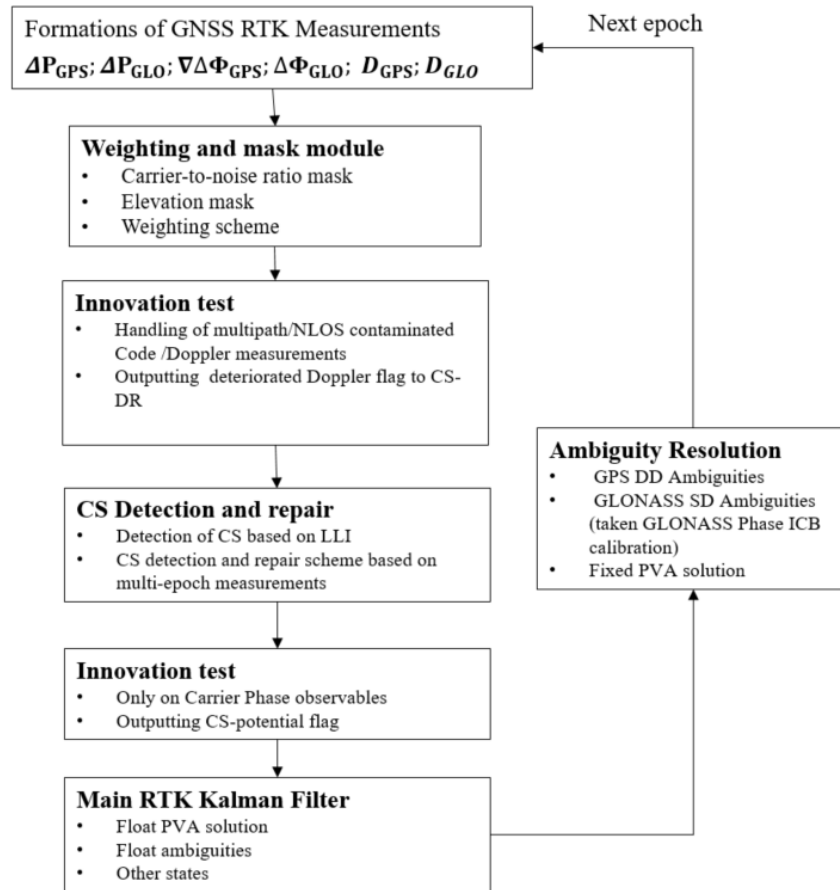 Formations of GNSS RTK Measurements
ΔP_GPS; ΔP_GLO; ∇ΔΦ_GPS; ΔΦ_GLO; D_GPS; D_GLO
Next epoch
Weighting and mask module
• Carrier-to-noise ratio mask
• Elevation mask
• Weighting scheme
Innovation test
• Handling of multipath/NLOS contaminated
Code /Doppler measurements
• Outputting deteriorated Doppler flag to CS-
DR
CS Detection and repair
• Detection of CS based on LLI
• CS detection and repair scheme based on
multi-epoch measurements
Innovation test
• Only on Carrier Phase observables
• Outputting CS-potential flag
Main RTK Kalman Filter
• Float PVA solution
• Float ambiguities
• Other states
Ambiguity Resolution
• GPS DD Ambiguities
• GLONASS SD Ambiguities
(taken GLONASS Phase ICB
calibration)
• Fixed PVA solution